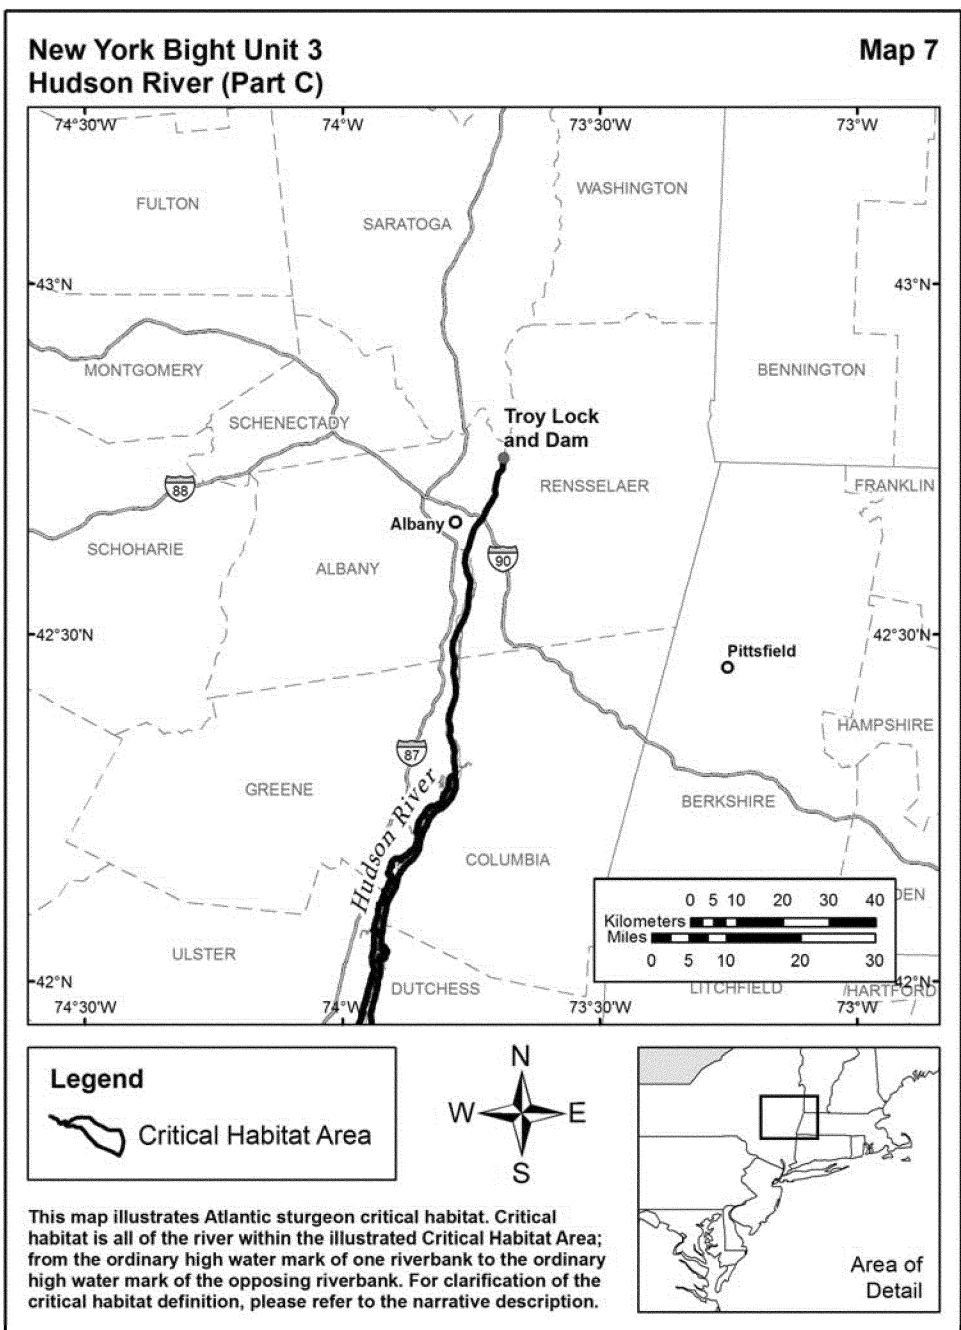 New York Bight Unit 3
Map 7
Hudson River (Part C)
74°30'W
74°W
73°30'W
73°W
WASHINGTON
FULTON
SARATOGA
43°N
43°N
MONTGOMERY
BENNINGTON
SCHENECTADY
Troy Lock
and Dam
88
RENSSELAER
FRANKLIN
Albany
SCHOHARIE
90
ALBANY
42°30'N
42°30'N
Pittsfield
HAMPSHIRE
87
GREENE
BERKSHIRE
Hudson River
COLUMBIA
DEN
0 5 10 20 30 40
Kilometers
Miles
0 5 10 20 30
ULSTER
42°N
DUTCHESS
LITCHFIELD
2°N
HARTFORD
74°30'W
74°W
73°30'W
73°W
Legend
Critical Habitat Area
N
W E
S
This map illustrates Atlantic sturgeon critical habitat. Critical
habitat is all of the river within the illustrated Critical Habitat Area;
from the ordinary high water mark of one riverbank to the ordinary
high water mark of the opposing riverbank. For clarification of the
critical habitat definition, please refer to the narrative description.
Area of
Detail